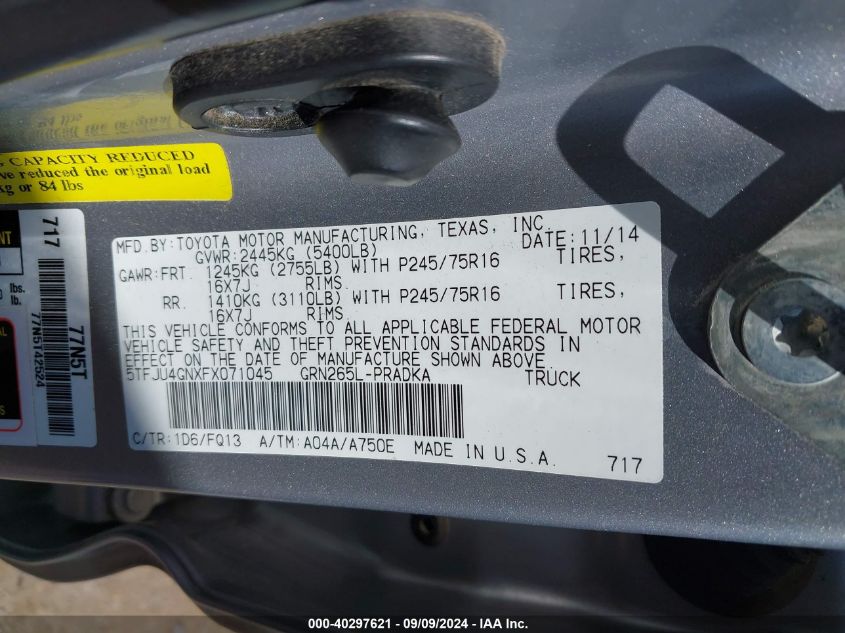 CAPACITY REDUCED
ve reduced the original load
kg or 84 lbs
717
77N5T
77N5T42524
lbs.
lb.
MFD.BY:TOYOTA MOTOR MANUFACTURING, TEXAS, INC.
GVWR:2445KG (5400LB) DATE:11/14
GAWR:FRT. 1245KG (2755LB) WITH P245/75R16 TIRES,
16X7J RIMS.
RR. 1410KG (3110LB) WITH P245/75R16 TIRES,
16X7J RIMS.
THIS VEHICLE CONFORMS TO ALL APPLICABLE FEDERAL MOTOR
VEHICLE SAFETY AND THEFT PREVENTION STANDARDS IN
EFFECT ON THE DATE OF MANUFACTURE SHOWN ABOVE.
5TFJU4GNXFX071045 GRN265L-PRADKA TRUCK
C/TR:1D6/FQ13 A/TM:A04A/A750E MADE IN U.S.A.
717
000-40297621 - 09/09/2024 - IAA Inc.